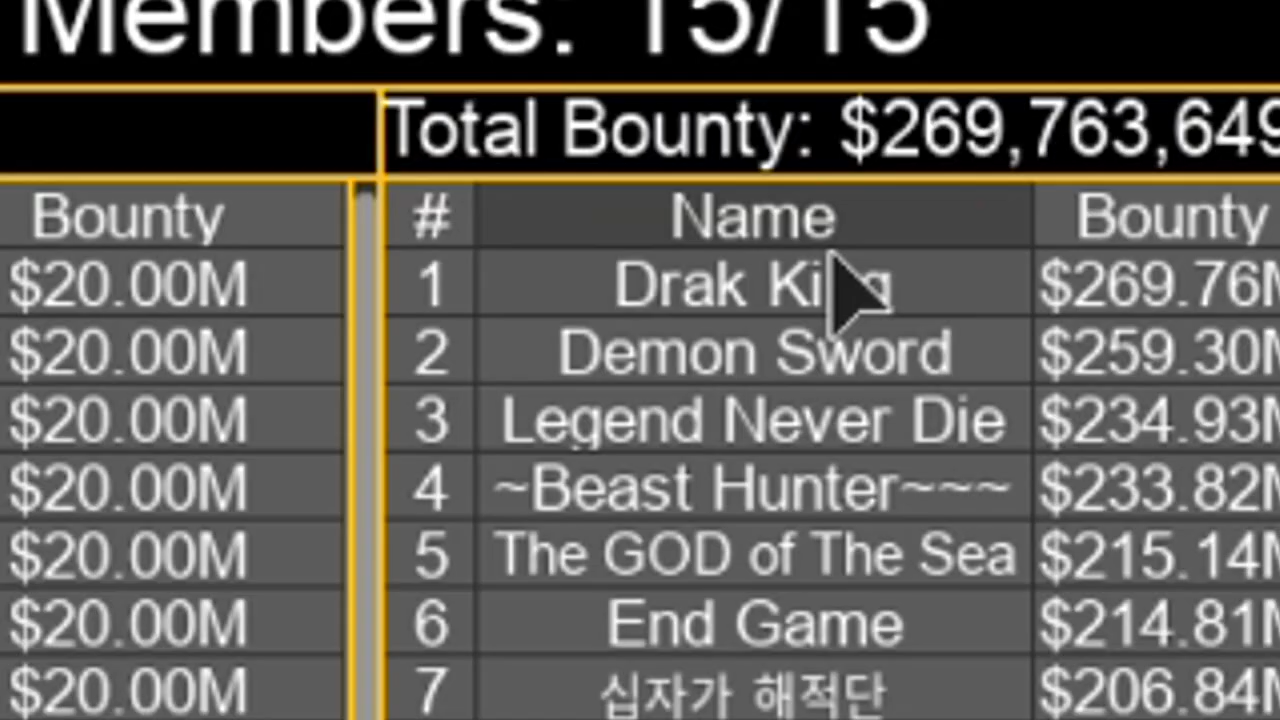 Members: 15/15
Total Bounty: $269,763,649
Bounty # Name Bounty
$20.00M 1 Drak $269.76M
$20.00M 2 Demon Sword $259.30M
$20.00M 3 Legend Never Die $234.93M
$20.00M 4 ~Beast Hunter~~~ $233.82M
$20.00M 5 The GOD of The Sea $215.14M
$20.00M 6 End Game $214.81M
$20.00M 7 십자가 해적단 $206.84M